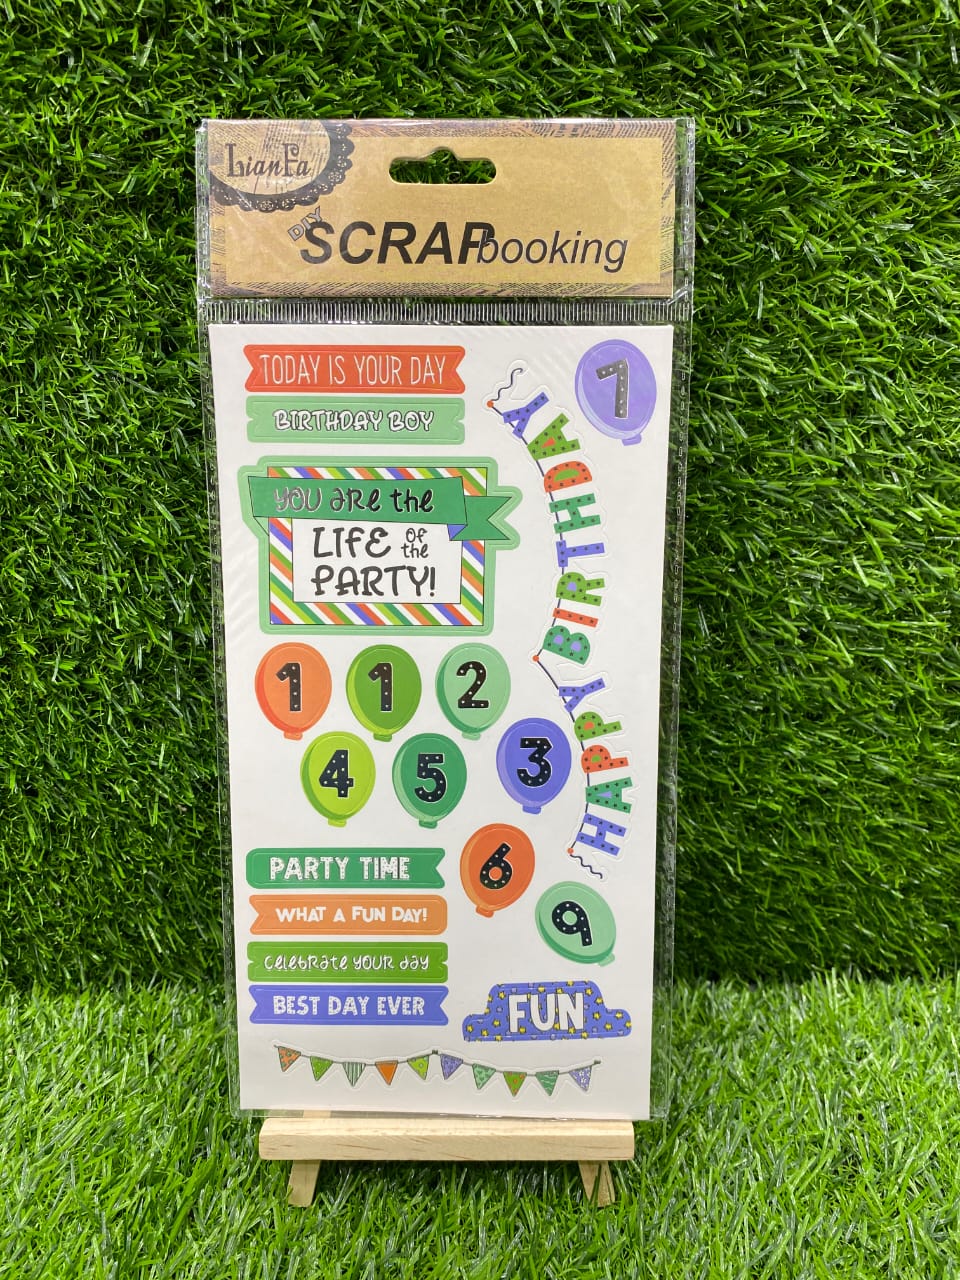 LianFa
DIY
SCRAPbooking
TODAY IS YOUR DAY
BIRTHDAY BOY
YOU ARE the
LIFE OF the
PARTY!
HAPPY BIRTHDAY
7
1
1
2
4
5
3
6
9
PARTY TIME
WHAT A FUN DAY!
Celebrate YOUR day
BEST DAY EVER
FUN